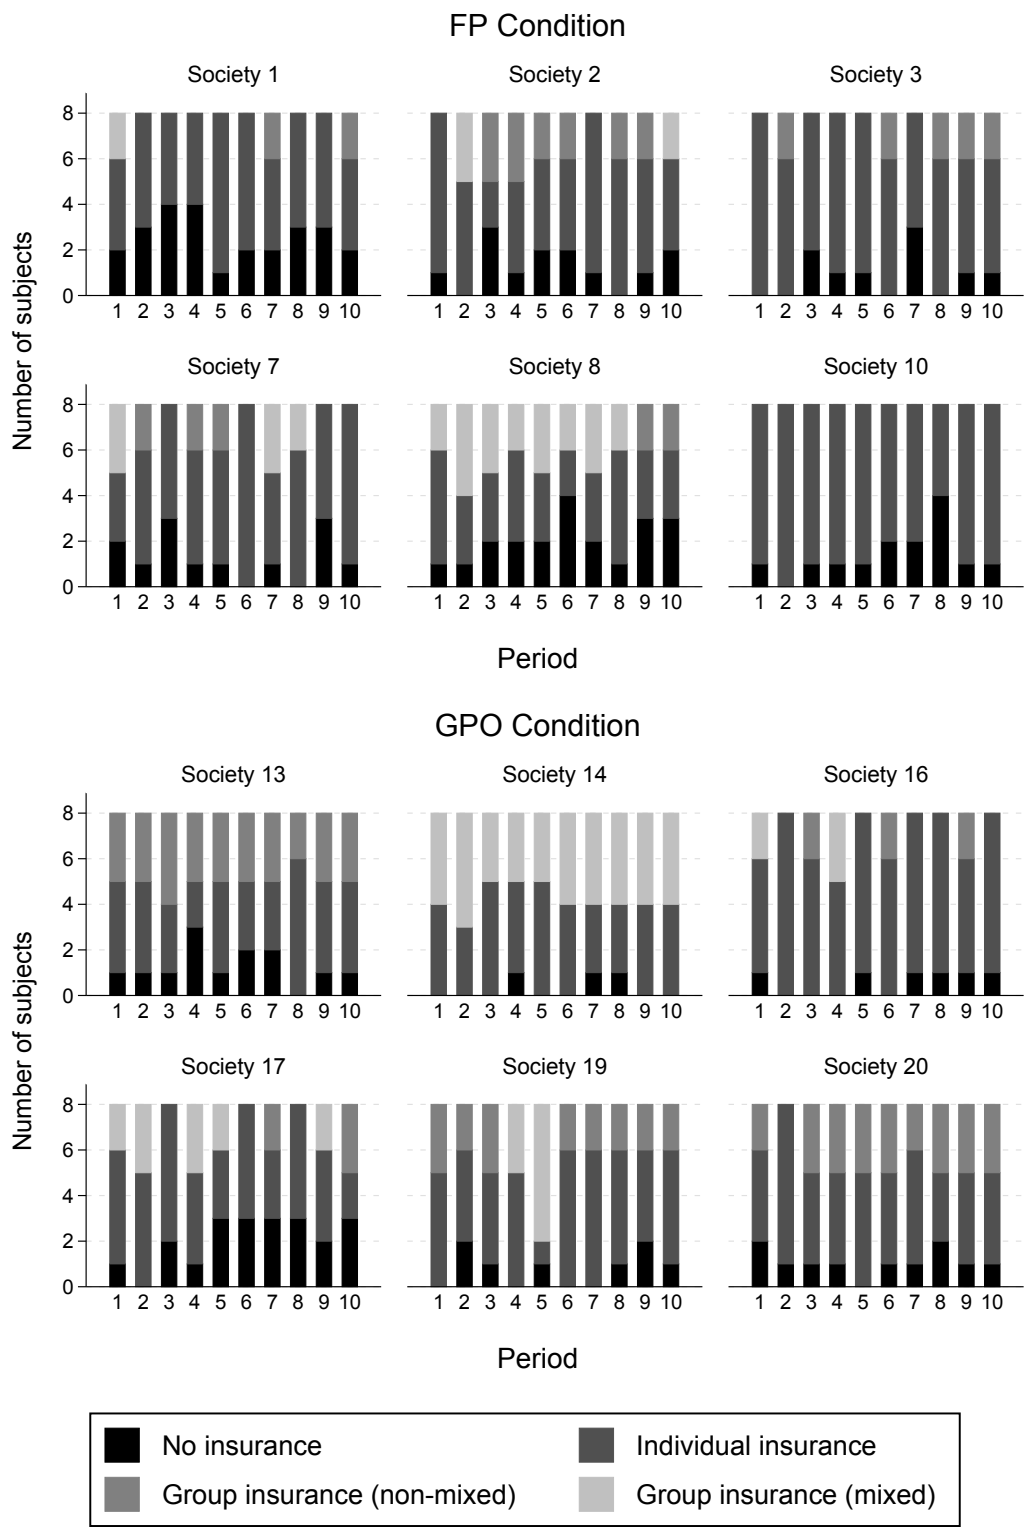 FP Condition
Society 1
Society 2
Society 3
8
6
4
2
0
1 2 3 4 5 6 7 8 9 10
1 2 3 4 5 6 7 8 9 10
1 2 3 4 5 6 7 8 9 10
Number of subjects
Society 7
Society 8
Society 10
8
6
4
2
0
1 2 3 4 5 6 7 8 9 10
1 2 3 4 5 6 7 8 9 10
1 2 3 4 5 6 7 8 9 10
Period
GPO Condition
Society 13
Society 14
Society 16
8
6
4
2
0
1 2 3 4 5 6 7 8 9 10
1 2 3 4 5 6 7 8 9 10
1 2 3 4 5 6 7 8 9 10
Number of subjects
Society 17
Society 19
Society 20
8
6
4
2
0
1 2 3 4 5 6 7 8 9 10
1 2 3 4 5 6 7 8 9 10
1 2 3 4 5 6 7 8 9 10
Period
No insurance
Individual insurance
Group insurance (non-mixed)
Group insurance (mixed)